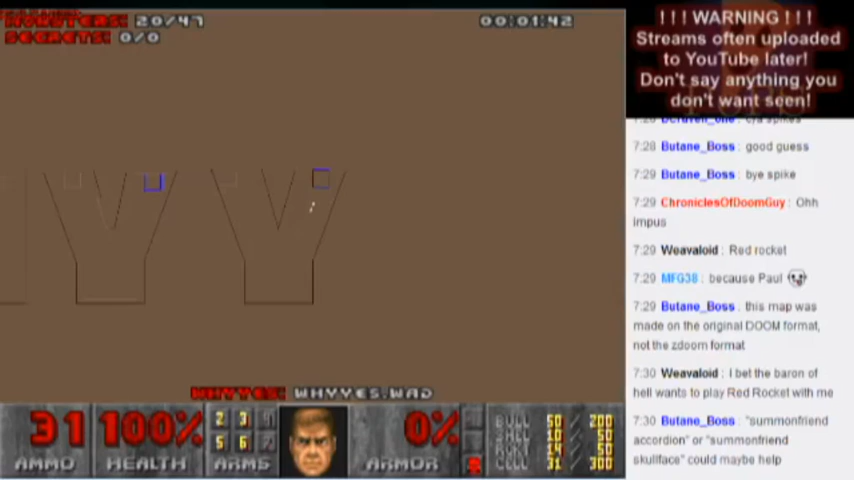 MONSTERS: 20/47
SECRETS: 0/0
00:01:42
WHYYES: WHYYES.WAD
31
AMMO
100%
HEALTH
2 3 4
5 6 7
ARMS
0%
ARMOR
BULL 50 / 200
SHEL 10 / 50
RCKT 14 / 50
CELL 31 / 300
! ! ! WARNING ! ! !
Streams often uploaded
to YouTube later!
Don't say anything you
don't want seen!
7:28 Butane_Boss : good guess
7:29 Butane_Boss : bye spike
7:29 ChroniclesOfDoomGuy : Ohh
impus
7:29 Weavaloid : Red rocket
7:29 MFG38 : because Paul
7:29 Butane_Boss : this map was
made on the original DOOM format,
not the zdoom format
7:30 Weavaloid : I bet the baron of
hell wants to play Red Rocket with me
7:30 Butane_Boss : "summonfriend
accordion" or "summonfriend
skullface" could maybe help